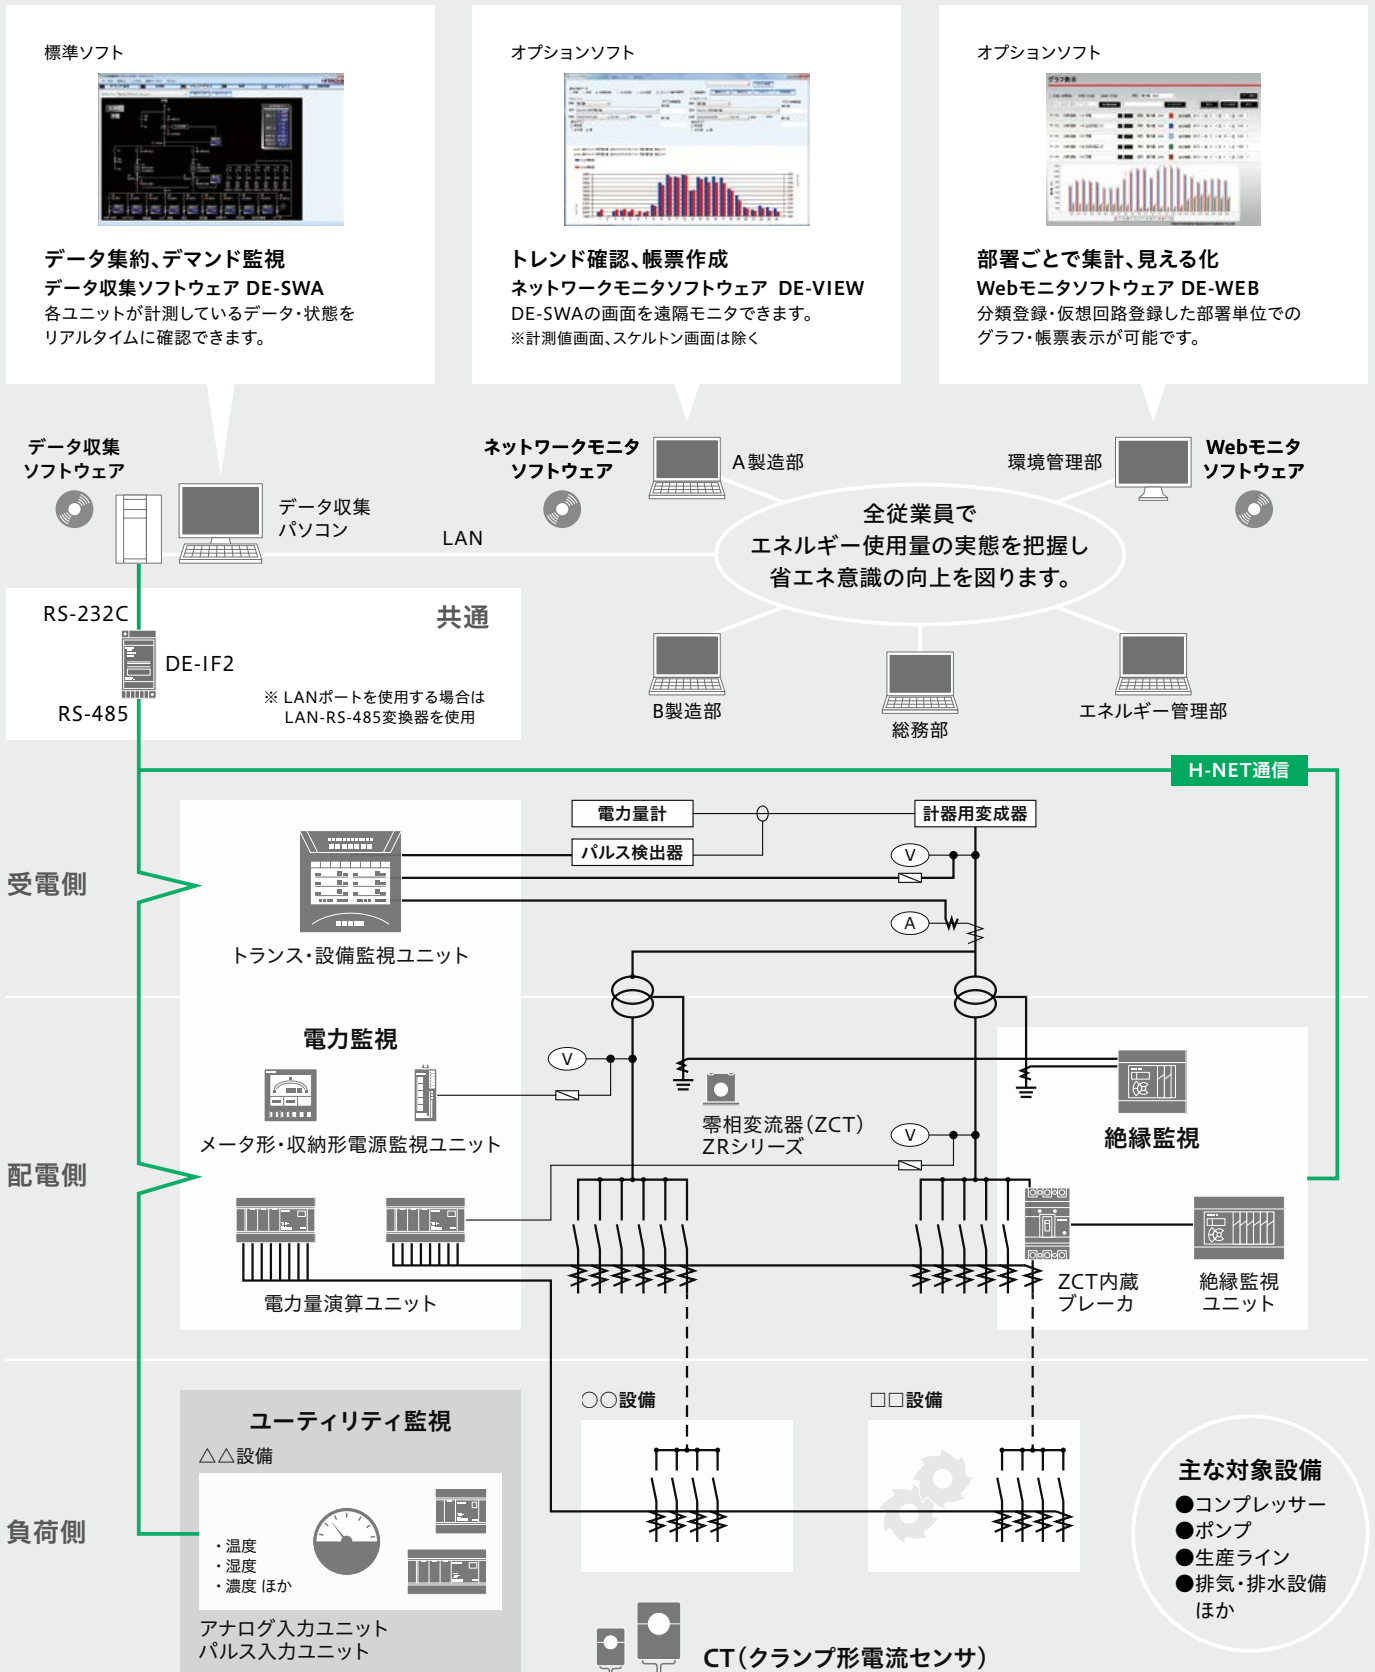 標準ソフト
データ集約、デマンド監視
データ収集ソフトウェア DE-SWA
各ユニットが計測しているデータ・状態を
リアルタイムに確認できます。
オプションソフト
トレンド確認、帳票作成
ネットワークモニタソフトウェア DE-VIEW
DE-SWAの画面を遠隔モニタできます。
※計測値画面、スケルトン画面は除く
オプションソフト
グラフ表示
部署ごとで集計、見える化
Webモニタソフトウェア DE-WEB
分類登録・仮想回路登録した部署単位での
グラフ・帳票表示が可能です。
データ収集
ソフトウェア
データ収集
パソコン
LAN
ネットワークモニタ
ソフトウェア
A製造部
環境管理部
Webモニタ
ソフトウェア
全従業員で
エネルギー使用量の実態を把握し
省エネ意識の向上を図ります。
B製造部
総務部
エネルギー管理部
RS-232C
共通
DE-IF2
RS-485
※ LANポートを使用する場合は
LAN-RS-485変換器を使用
H-NET通信
受電側
トランス・設備監視ユニット
電力量計
計器用変成器
パルス検出器
V
A
配電側
電力監視
メータ形・収納形電源監視ユニット
電力量演算ユニット
V
零相変流器(ZCT)
ZRシリーズ
V
絶縁監視
ZCT内蔵
ブレーカ
絶縁監視
ユニット
負荷側
ユーティリティ監視
△△設備
・温度
・湿度
・濃度 ほか
アナログ入力ユニット
パルス入力ユニット
○○設備
□□設備
CT(クランプ形電流センサ)
主な対象設備
●コンプレッサー
●ポンプ
●生産ライン
●排気・排水設備
ほか